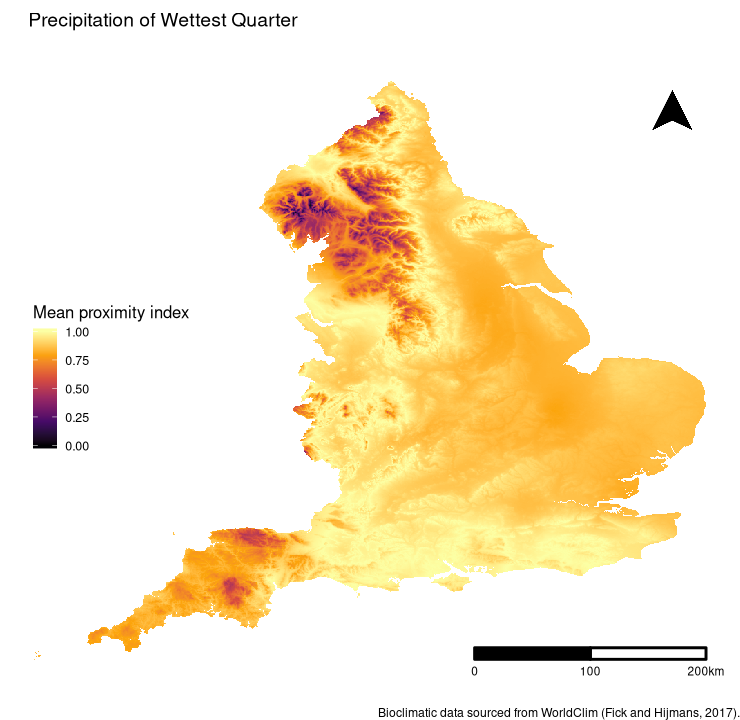 Precipitation of Wettest Quarter
Mean proximity index
1.00
0.75
0.50
0.25
0.00
0 100 200km
Bioclimatic data sourced from WorldClim (Fick and Hijmans, 2017).